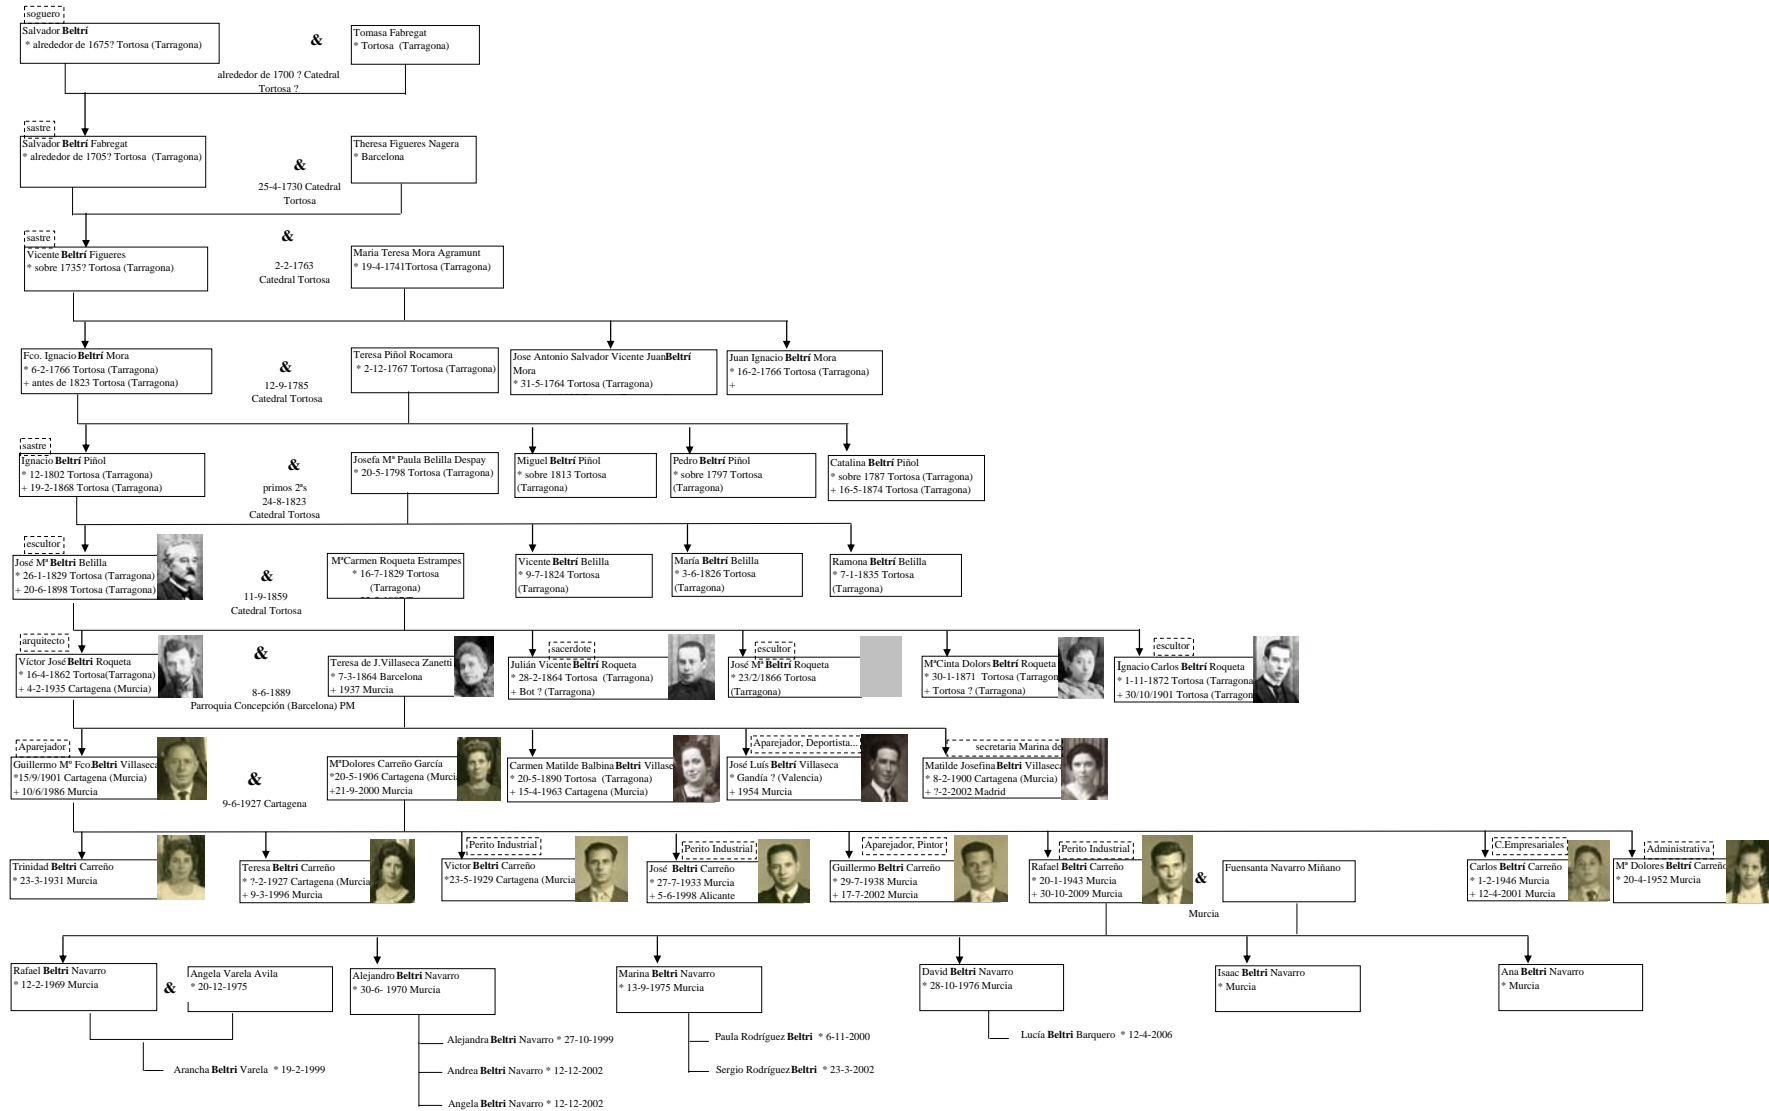 soguero
Salvador Beltrí
* alrededor de 1675? Tortosa (Tarragona)
&
Tomasa Fabregat
* Tortosa (Tarragona)
alrededor de 1700 ? Catedral
Tortosa ?
sastre
Salvador Beltrí Fabregat
* alrededor de 1705? Tortosa (Tarragona)
&
Theresa Figueres Nagera
* Barcelona
25-4-1730 Catedral
Tortosa
sastre
Vicente Beltrí Figueres
* sobre 1735? Tortosa (Tarragona)
&
2-2-1763
Catedral Tortosa
Maria Teresa Mora Agramunt
* 19-4-1741Tortosa (Tarragona)
Fco. Ignacio Beltrí Mora
* 6-2-1766 Tortosa (Tarragona)
+ antes de 1823 Tortosa (Tarragona)
&
12-9-1785
Catedral Tortosa
Teresa Piñol Rocamora
* 2-12-1767 Tortosa (Tarragona)
Jose Antonio Salvador Vicente JuanBeltrí
Mora
* 31-5-1764 Tortosa (Tarragona)
Juan Ignacio Beltrí Mora
* 16-2-1766 Tortosa (Tarragona)
+
sastre
Ignacio Beltrí Piñol
* 12-1802 Tortosa (Tarragona)
+ 19-2-1868 Tortosa (Tarragona)
&
primos 2ªs
24-8-1823
Catedral Tortosa
Josefa Mª Paula Belilla Despay
* 20-5-1798 Tortosa (Tarragona)
Miguel Beltrí Piñol
* sobre 1813 Tortosa
(Tarragona)
Pedro Beltrí Piñol
* sobre 1797 Tortosa
(Tarragona)
Catalina Beltrí Piñol
* sobre 1787 Tortosa (Tarragona)
+ 16-5-1874 Tortosa (Tarragona)
escultor
José Mª Beltri Belilla
* 26-1-1829 Tortosa (Tarragona)
+ 20-6-1898 Tortosa (Tarragona)
&
11-9-1859
Catedral Tortosa
MªCarmen Roqueta Estrampes
* 16-7-1829 Tortosa
(Tarragona)
Vicente Beltrí Belilla
* 9-7-1824 Tortosa
(Tarragona)
María Beltrí Belilla
* 3-6-1826 Tortosa
(Tarragona)
Ramona Beltrí Belilla
* 7-1-1835 Tortosa
(Tarragona)
arquitecto
Víctor José Beltri Roqueta
* 16-4-1862 Tortosa(Tarragona)
+ 4-2-1935 Cartagena (Murcia)
&
8-6-1889
Parroquia Concepción (Barcelona) PM
Teresa de J.Villaseca Zanetti
* 7-3-1864 Barcelona
+ 1937 Murcia
sacerdote
Julián Vicente Beltrí Roqueta
* 28-2-1864 Tortosa (Tarragona)
+ Bot ? (Tarragona)
escultor
José Mª Beltrí Roqueta
* 23/2/1866 Tortosa
(Tarragona)
MªCinta Dolors Beltrí Roqueta
* 30-1-1871 Tortosa (Tarragona
+ Tortosa ? (Tarragona)
escultor
Ignacio Carlos Beltrí Roqueta
* 1-11-1872 Tortosa (Tarragon
+ 30/10/1901 Tortosa (Tarragon
Aparejador
Guillermo Mº Fco.Beltri Villaseca
*15/9/1901 Cartagena (Murcia)
+ 10/6/1986 Murcia
&
9-6-1927 Cartagena
MªDolores Carreño García
*20-5-1906 Cartagena (Murcia
+21-9-2000 Murcia
Carmen Matilde Balbina Beltri Villase
* 20-5-1890 Tortosa (Tarragona)
+ 15-4-1963 Cartagena (Murcia)
Aparejador, Deportista...
José Luís Beltrí Villaseca
* Gandía ? (Valencia)
+ 1954 Murcia
secretaria Marina de
Matilde Josefina Beltri Villaseca
* 8-2-1900 Cartagena (Murcia)
+ ?-2-2002 Madrid
Trinidad Beltri Carreño
* 23-3-1931 Murcia
Teresa Beltri Carreño
* ?-2-1927 Cartagena (Murcia
+ 9-3-1996 Murcia
Perito Industrial
Victor Beltri Carreño
*23-5-1929 Cartagena (Murcia
Perito Industrial
José Beltrí Carreño
* 27-7-1933 Murcia
+ 5-6-1998 Alicante
Aparejador, Pintor
Guillermo Beltri Carreño
* 29-7-1938 Murcia
+ 17-7-2002 Murcia
Perito Industrial
Rafael Beltri Carreño
* 20-1-1943 Murcia
+ 30-10-2009 Murcia
&
Murcia
Fuensanta Navarro Miñano
C.Empresariales
Carlos Beltrí Carreño
* 1-2-1946 Murcia
+ 12-4-2001 Murcia
Administrativa
Mª Dolores Beltri Carreño
* 20-4-1952 Murcia
Rafael Beltri Navarro
* 12-2-1969 Murcia
&
Angela Varela Avila
* 20-12-1975
Alejandro Beltri Navarro
* 30-6- 1970 Murcia
Marina Beltri Navarro
* 13-9-1975 Murcia
David Beltri Navarro
* 28-10-1976 Murcia
Isaac Beltri Navarro
* Murcia
Ana Beltri Navarro
* Murcia
Arancha Beltri Varela * 19-2-1999
Alejandra Beltri Navarro * 27-10-1999
Andrea Beltri Navarro * 12-12-2002
Angela Beltri Navarro * 12-12-2002
Paula Rodríguez Beltri * 6-11-2000
Sergio Rodríguez Beltri * 23-3-2002
Lucía Beltri Barquero * 12-4-2006